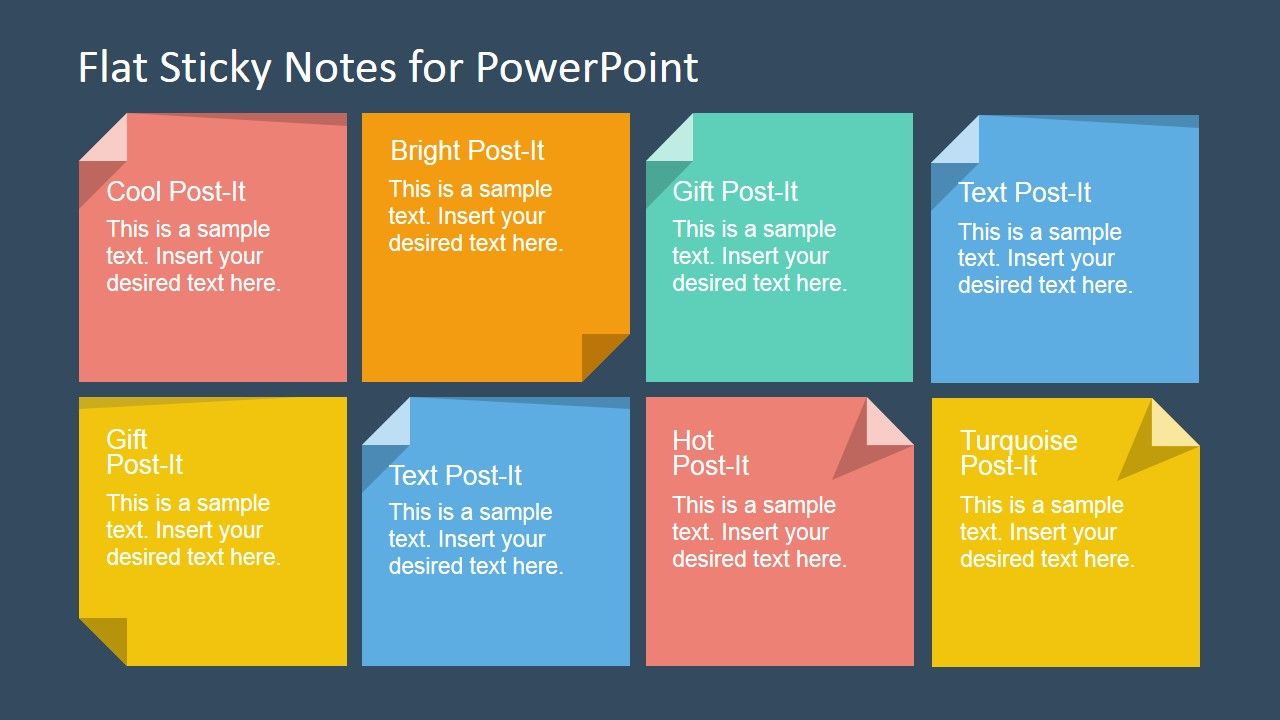 Flat Sticky Notes for PowerPoint
Cool Post-It
This is a sample
text. Insert your
desired text here.
Bright Post-It
This is a sample
text. Insert your
desired text here.
Gift Post-It
This is a sample
text. Insert your
desired text here.
Text Post-It
This is a sample
text. Insert your
desired text here.
Gift
Post-It
This is a sample
text. Insert your
desired text here.
Text Post-It
This is a sample
text. Insert your
desired text here.
Hot
Post-It
This is a sample
text. Insert your
desired text here.
Turquoise
Post-It
This is a sample
text. Insert your
desired text here.